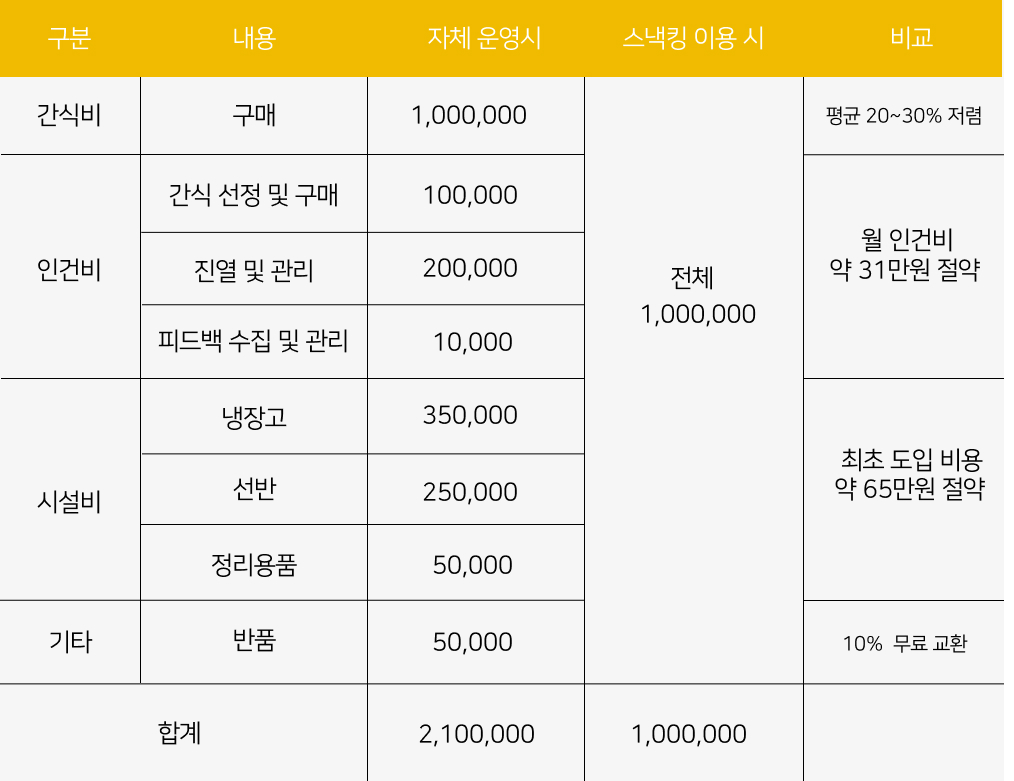 구분 내용 자체 운영시 스낵킹 이용 시 비교
간식비 구매 1,000,000 평균 20~30% 저렴
인건비
간식 선정 및 구매 100,000
진열 및 관리 200,000
피드백 수집 및 관리 10,000
전체
1,000,000
월 인건비
약 31만원 절약
시설비
냉장고 350,000
선반 250,000
정리용품 50,000
최초 도입 비용
약 65만원 절약
기타 반품 50,000 10% 무료 교환
합계 2,100,000 1,000,000